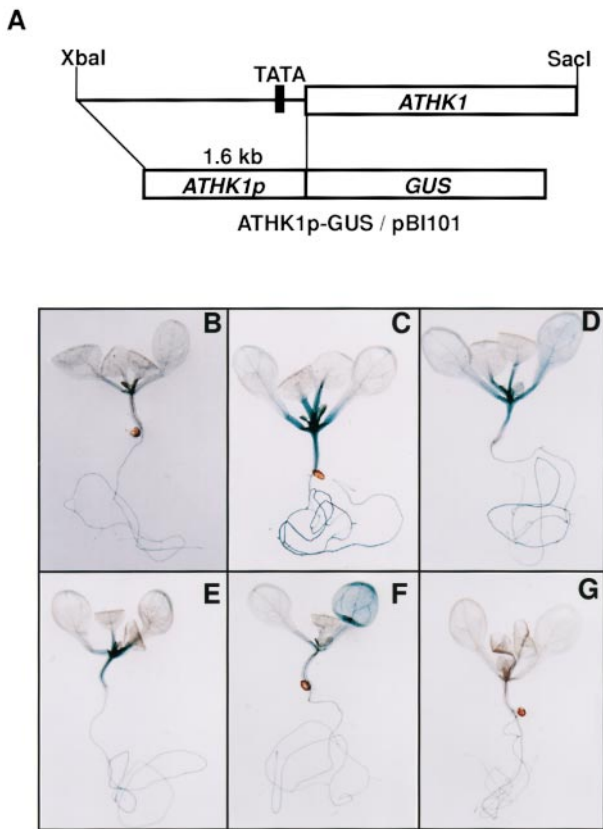 A
XbaI
TATA
SacI
ATHK1
1.6 kb
ATHK1p
GUS
ATHK1p-GUS / pBI101
B
C
D
E
F
G